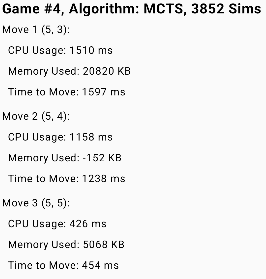 Game #4, Algorithm: MCTS, 3852 Sims
Move 1 (5, 3):
CPU Usage: 1510 ms
Memory Used: 20820 KB
Time to Move: 1597 ms
Move 2 (5, 4):
CPU Usage: 1158 ms
Memory Used: -152 KB
Time to Move: 1238 ms
Move 3 (5, 5):
CPU Usage: 426 ms
Memory Used: 5068 KB
Time to Move: 454 ms